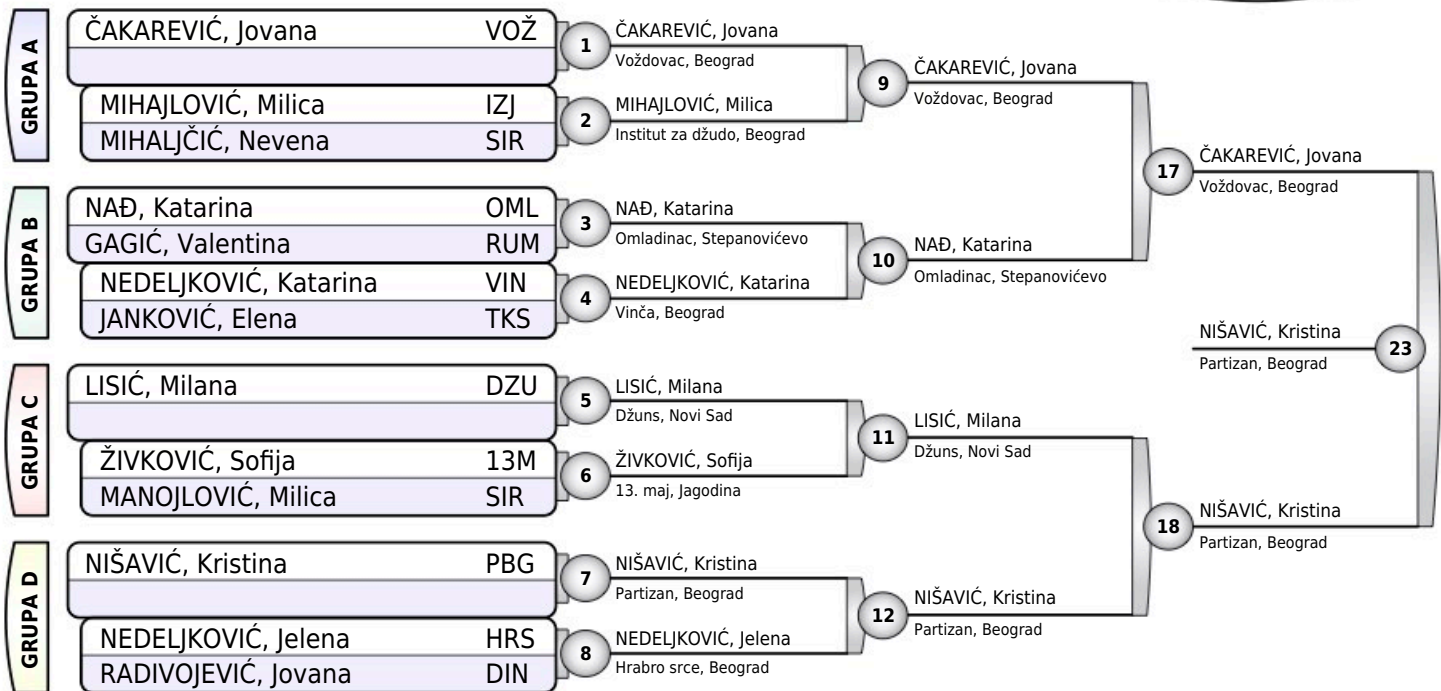 GRUPA A
ČAKAREVIĆ, Jovana VOŽ
MIHAJLOVIĆ, Milica IZJ
MIHALJČIĆ, Nevena SIR
1
ČAKAREVIĆ, Jovana
Voždovac, Beograd
2
MIHAJLOVIĆ, Milica
Institut za džudo, Beograd
9
ČAKAREVIĆ, Jovana
Voždovac, Beograd
GRUPA B
NAĐ, Katarina OML
GAGIĆ, Valentina RUM
NEDELJKOVIĆ, Katarina VIN
JANKOVIĆ, Elena TKS
3
NAĐ, Katarina
Omladinac, Stepanovićevo
4
NEDELJKOVIĆ, Katarina
Vinča, Beograd
10
NAĐ, Katarina
Omladinac, Stepanovićevo
17
ČAKAREVIĆ, Jovana
Voždovac, Beograd
GRUPA C
LISIĆ, Milana DZU
ŽIVKOVIĆ, Sofija 13M
MANOJLOVIĆ, Milica SIR
5
LISIĆ, Milana
Džuns, Novi Sad
6
ŽIVKOVIĆ, Sofija
13. maj, Jagodina
11
LISIĆ, Milana
Džuns, Novi Sad
GRUPA D
NIŠAVIĆ, Kristina PBG
NEDELJKOVIĆ, Jelena HRS
RADIVOJEVIĆ, Jovana DIN
7
NIŠAVIĆ, Kristina
Partizan, Beograd
8
NEDELJKOVIĆ, Jelena
Hrabro srce, Beograd
12
NIŠAVIĆ, Kristina
Partizan, Beograd
18
NIŠAVIĆ, Kristina
Partizan, Beograd
NIŠAVIĆ, Kristina
Partizan, Beograd
23